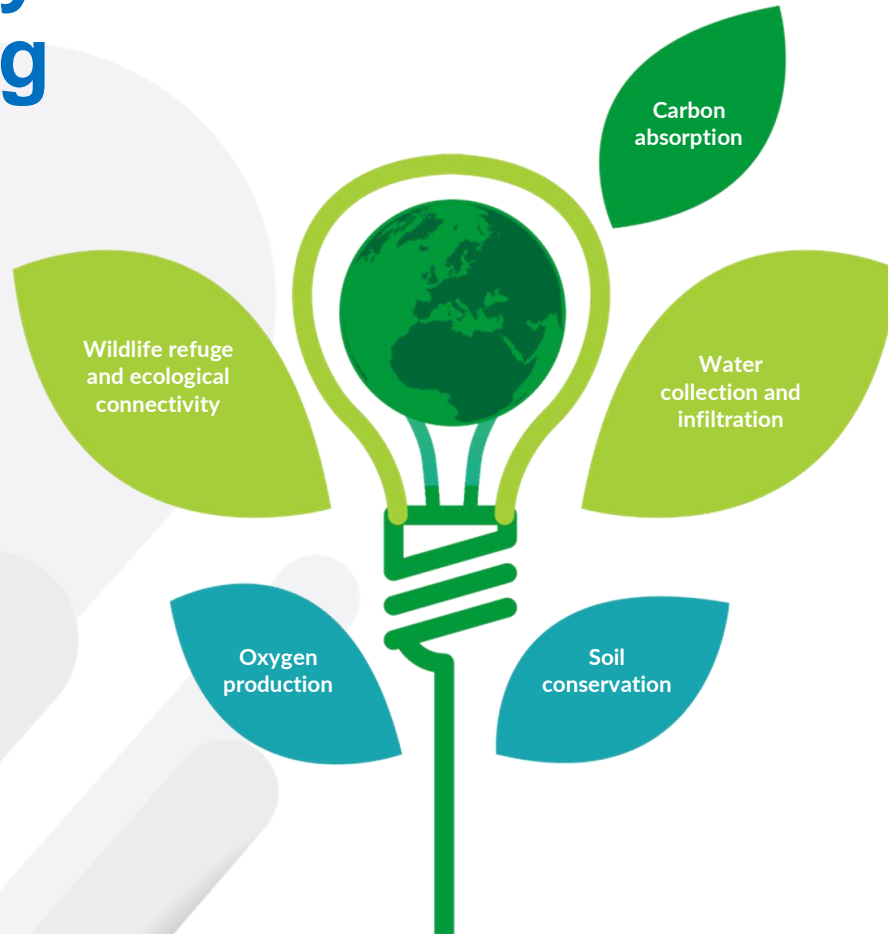 g
Carbon
absorption
Wildlife refuge
and ecological
connectivity
Water
collection and
infiltration
Oxygen
production
Soil
conservation